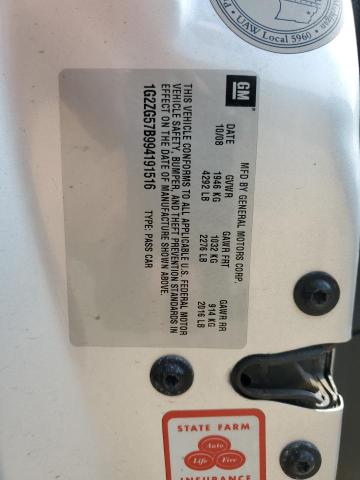 UAW Local 5960
GM
MFD BY GENERAL MOTORS CORP.
DATE GVWR GAWR FRT GAWR RR
10/08 1946 KG 1032 KG 914 KG
4292 LB 2276 LB 2016 LB
THIS VEHICLE CONFORMS TO ALL APPLICABLE U.S. FEDERAL MOTOR
VEHICLE SAFETY, BUMPER, AND THEFT PREVENTION STANDARDS IN
EFFECT ON THE DATE OF MANUFACTURE SHOWN ABOVE.
1G2ZG57B994191516 TYPE: PASS CAR
STATE FARM
Auto
Life Fire
INSURANCE